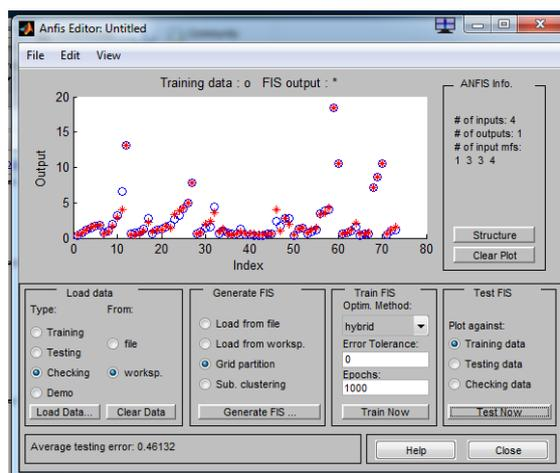 Anfis Editor: Untitled
File Edit View
Training data : o FIS output : *
20
15
10
5
0
Output
0 10 20 30 40 50 60 70 80
Index
ANFIS Info.
# of inputs: 4
# of outputs: 1
# of input mfs:
1 3 3 4
Structure
Clear Plot
Load data
Type:
From:
Training
Testing
Checking
Demo
file
worksp.
Load Data...
Clear Data
Generate FIS
Load from file
Load from worksp.
Grid partition
Sub. clustering
Generate FIS ...
Train FIS
Optim. Method:
hybrid
Error Tolerance:
0
Epochs:
1000
Train Now
Test FIS
Plot against:
Training data
Testing data
Checking data
Test Now
Average testing error: 0.46132
Help
Close